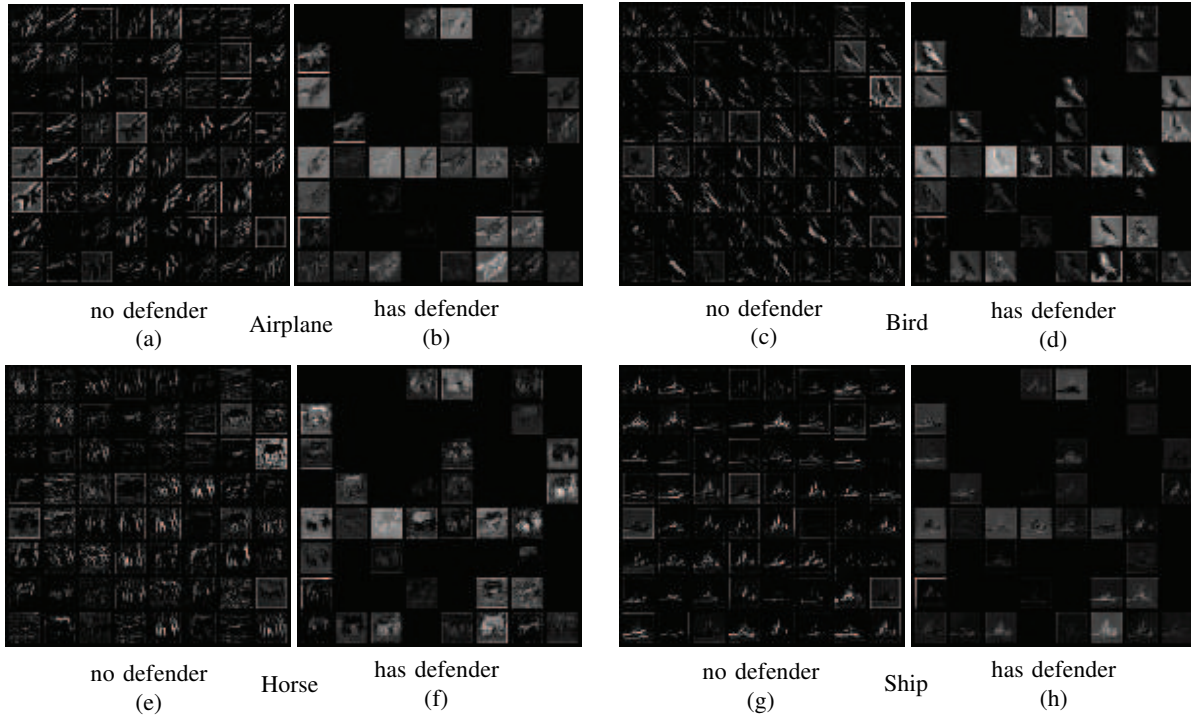 no defender
(a)
Airplane
has defender
(b)
no defender
(c)
Bird
has defender
(d)
no defender
(e)
Horse
has defender
(f)
no defender
(g)
Ship
has defender
(h)